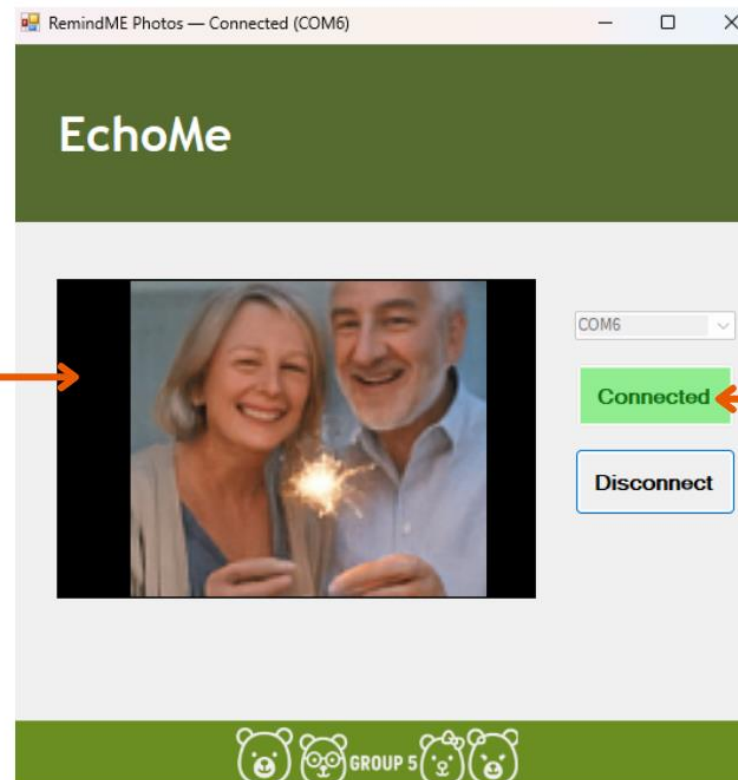 RemindME Photos — Connected (COM6)
EchoMe
COM6
Connected
Disconnect
GROUP 5